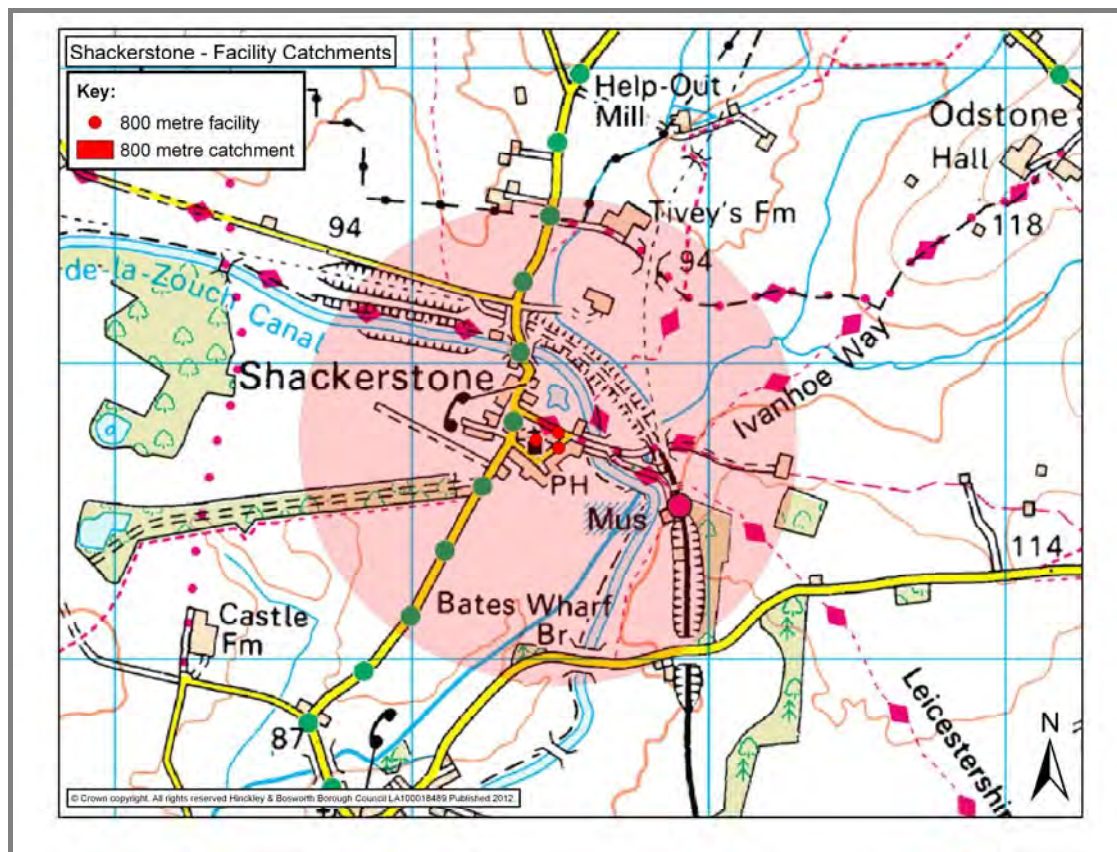 Shackerstone - Facility Catchments
Key:
800 metre facility
800 metre catchment
Help-Out
Mill
Odstone
Hall
Tivey's Fm
94
94
118
de-la-Zouch Canal
Shackerstone
Ivanhoe Way
PH
Mus
114
Castle
Fm
Bates Wharf
Br
87
Leicestershir
N
© Crown copyright. All rights reserved Hinckley & Bosworth Borough Council LA100018489 Published 2012.